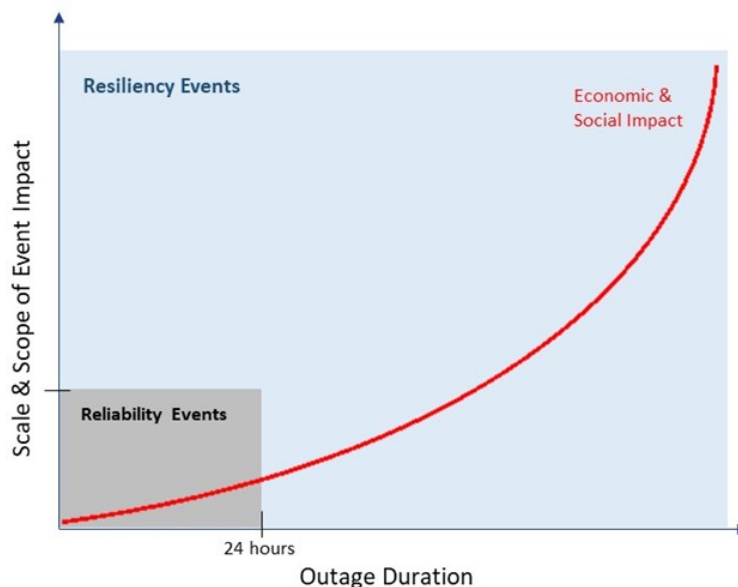 Resiliency Events
Economic &
Social Impact
Scale & Scope of Event Impact
Reliability Events
24 hours
Outage Duration